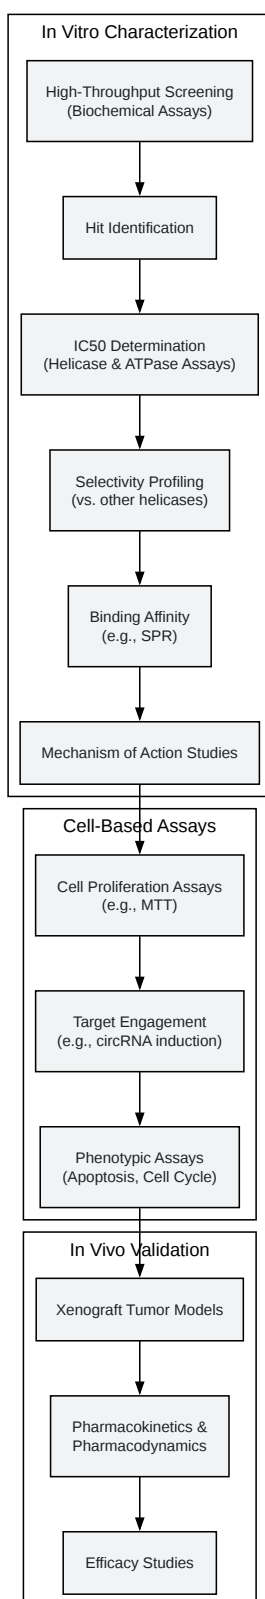 In Vitro Characterization
High-Throughput Screening
(Biochemical Assays)
Hit Identification
IC50 Determination
(Helicase & ATPase Assays)
Selectivity Profiling
(vs. other helicases)
Binding Affinity
(e.g., SPR)
Mechanism of Action Studies
Cell-Based Assays
Cell Proliferation Assays
(e.g., MTT)
Target Engagement
(e.g., circRNA induction)
Phenotypic Assays
(Apoptosis, Cell Cycle)
In Vivo Validation
Xenograft Tumor Models
Pharmacokinetics &
Pharmacodynamics
Efficacy Studies